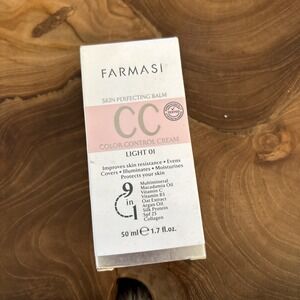 FARMASİ
SKIN PERFECTING BALM
CC
COLOR CONTROL CREAM
LIGHT 01
Improves skin resistance • Evens
Covers • Illuminates • Moisturises
Protects your skin
9 in 1
Multimineral
Macadamia Oil
Vitamin C
Vitamin B3
Oat Extract
Argan Oil
Silk Protein
Spf 25
Collagen
50 ml ℮ 1.7 fl.oz.